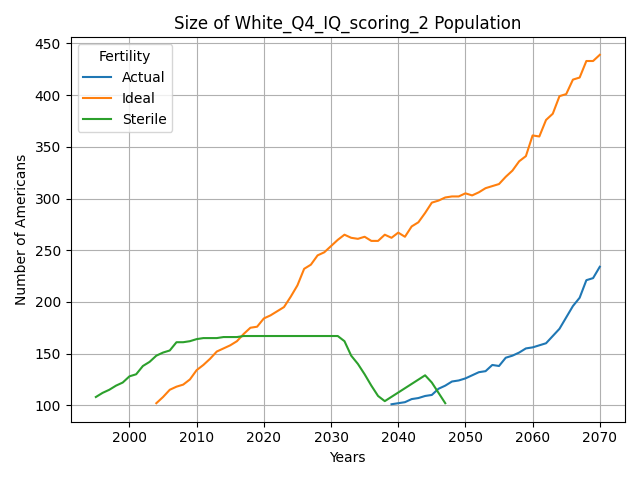 Size of White_Q4_IQ_scoring_2 Population
450
400
350
300
250
200
150
100
Number of Americans
Fertility
Actual
Ideal
Sterile
2000 2010 2020 2030 2040 2050 2060 2070
Years